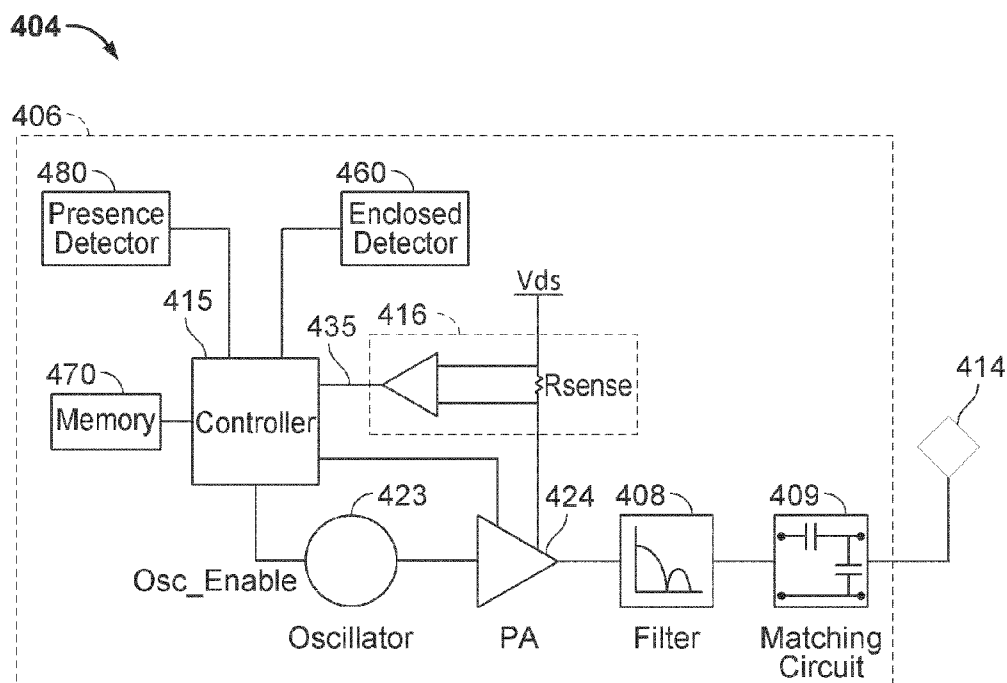 404
406
480
460
Presence
Detector
Enclosed
Detector
Vds
415
435
416
414
470
Rsense
Memory
Controller
423
424
408
409
Osc_Enable
Oscillator
PA
Filter
Matching
Circuit